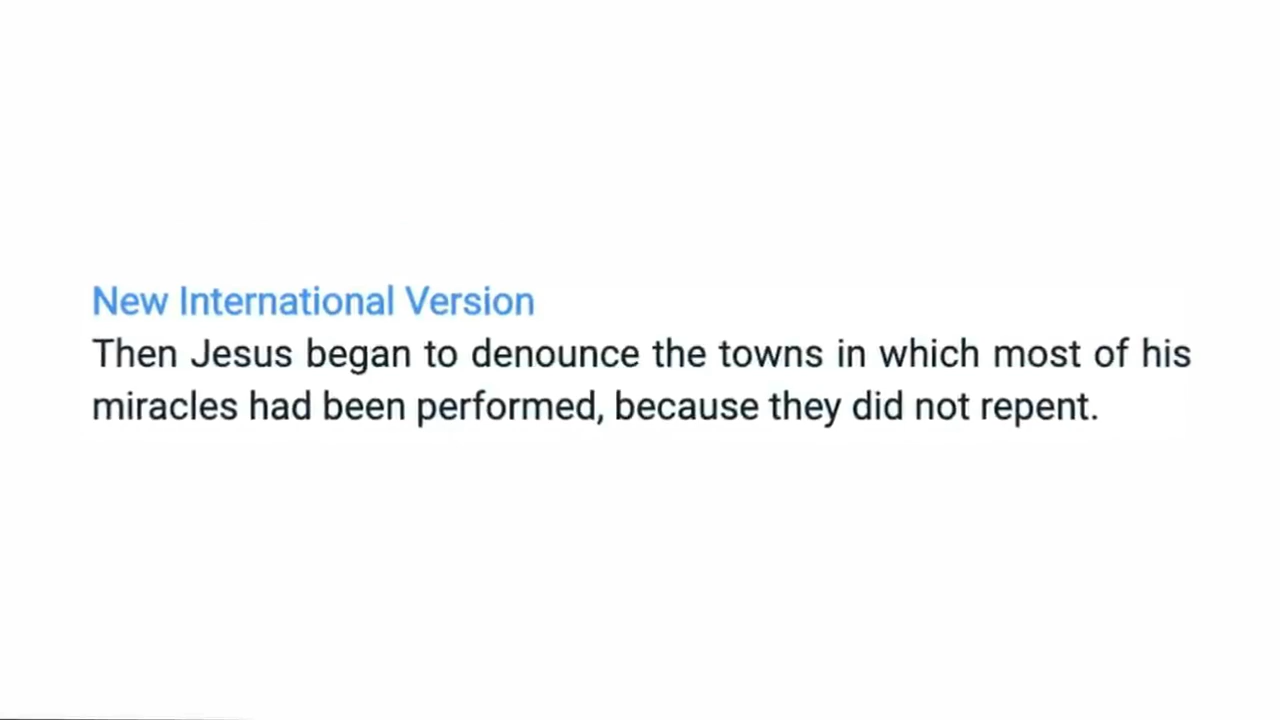 New International Version
Then Jesus began to denounce the towns in which most of his
miracles had been performed, because they did not repent.